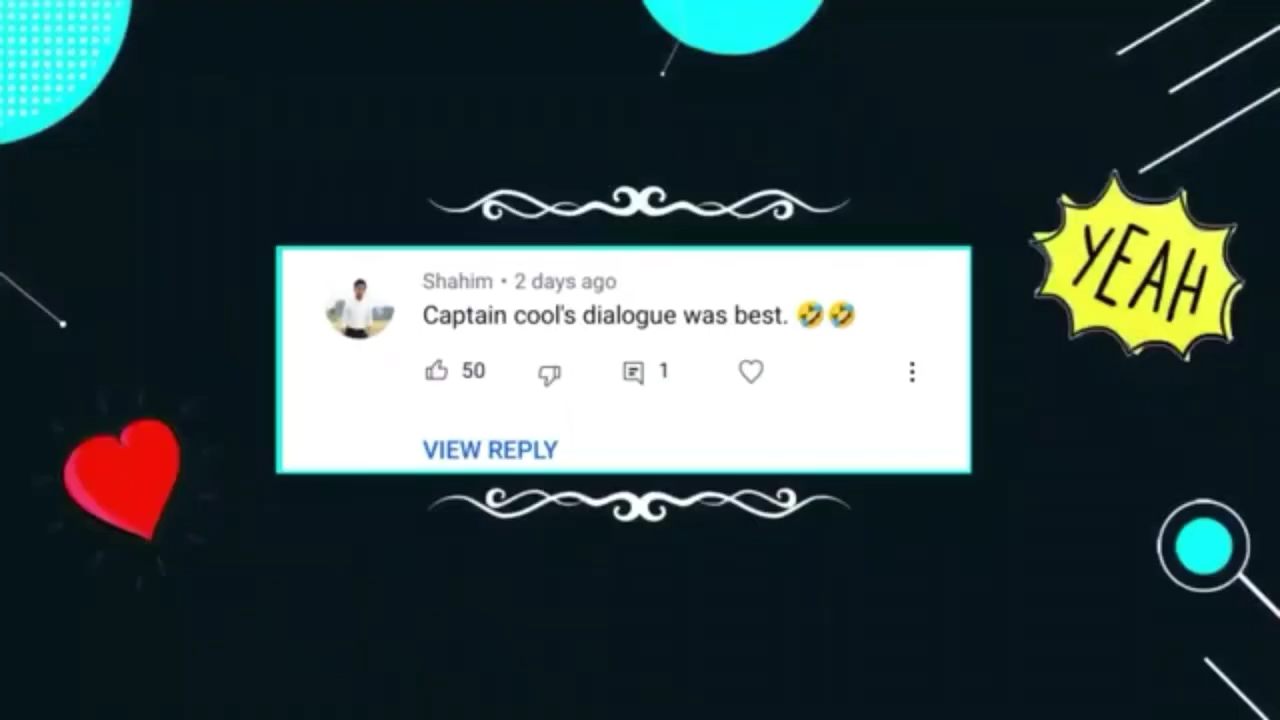 Shahim • 2 days ago
Captain cool's dialogue was best. 🤣🤣
50
1
VIEW REPLY
YEAH